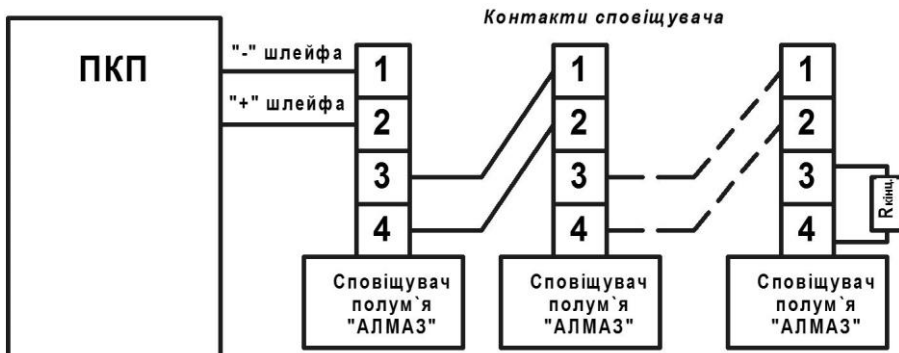 Контакти сповіщувача
ПКП
"-" шлейфа
"+" шлейфа
1
2
3
4
1
2
3
4
1
2
3
4
Rкінц.
Сповіщувач
полум`я
"АЛМАЗ"
Сповіщувач
полум`я
"АЛМАЗ"
Сповіщувач
полум`я
"АЛМАЗ"